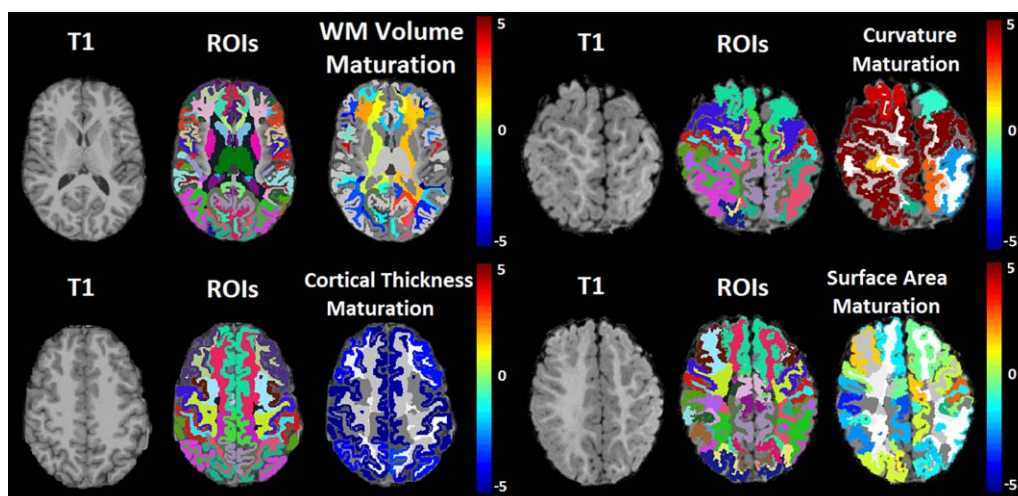 T1
ROIs
WM Volume
Maturation
5
0
-5
T1
ROIs
Curvature
Maturation
5
0
-5
T1
ROIs
Cortical Thickness
Maturation
5
0
-5
T1
ROIs
Surface Area
Maturation
5
0
-5